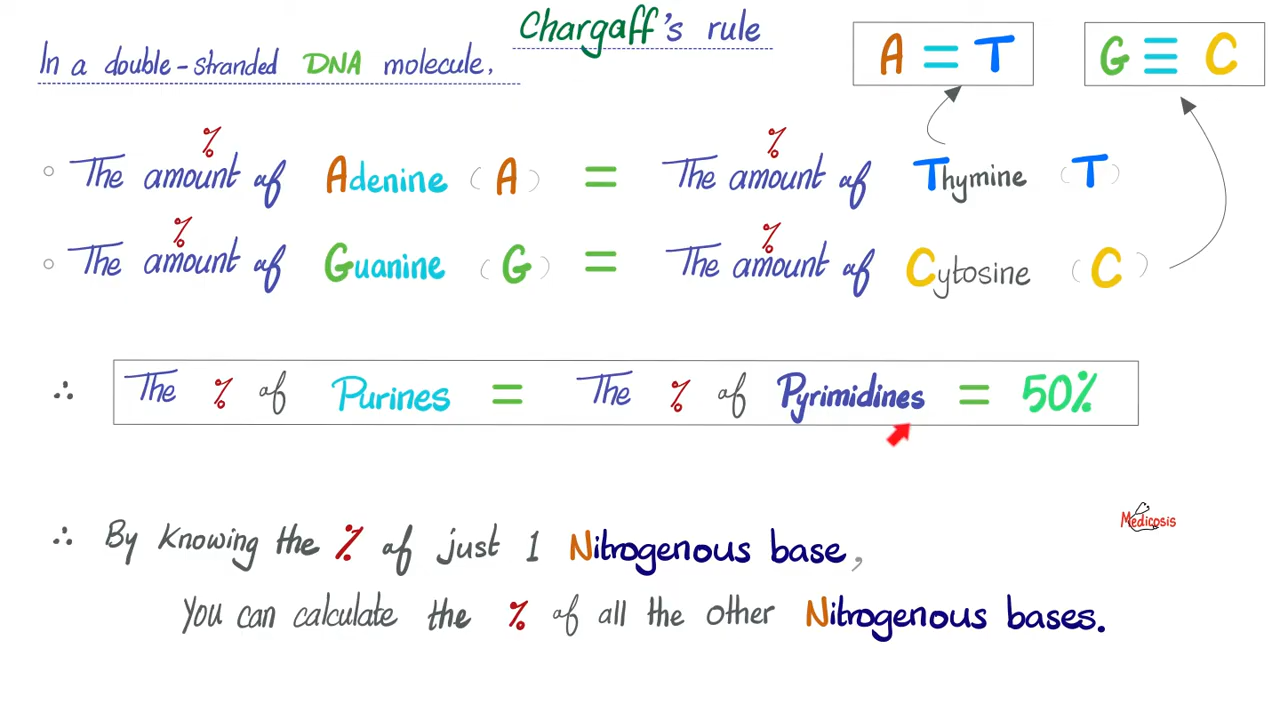 Chargaff's rule
In a double-stranded DNA molecule,
A = T
G ≡ C
% %
◦ The amount of Adenine (A) = The amount of Thymine (T)
% %
◦ The amount of Guanine (G) = The amount of Cytosine (C)
∴ The % of Purines = The % of Pyrimidines = 50%
Medicosis
∴ By knowing the % of just 1 Nitrogenous base,
You can calculate the % of all the other Nitrogenous bases.